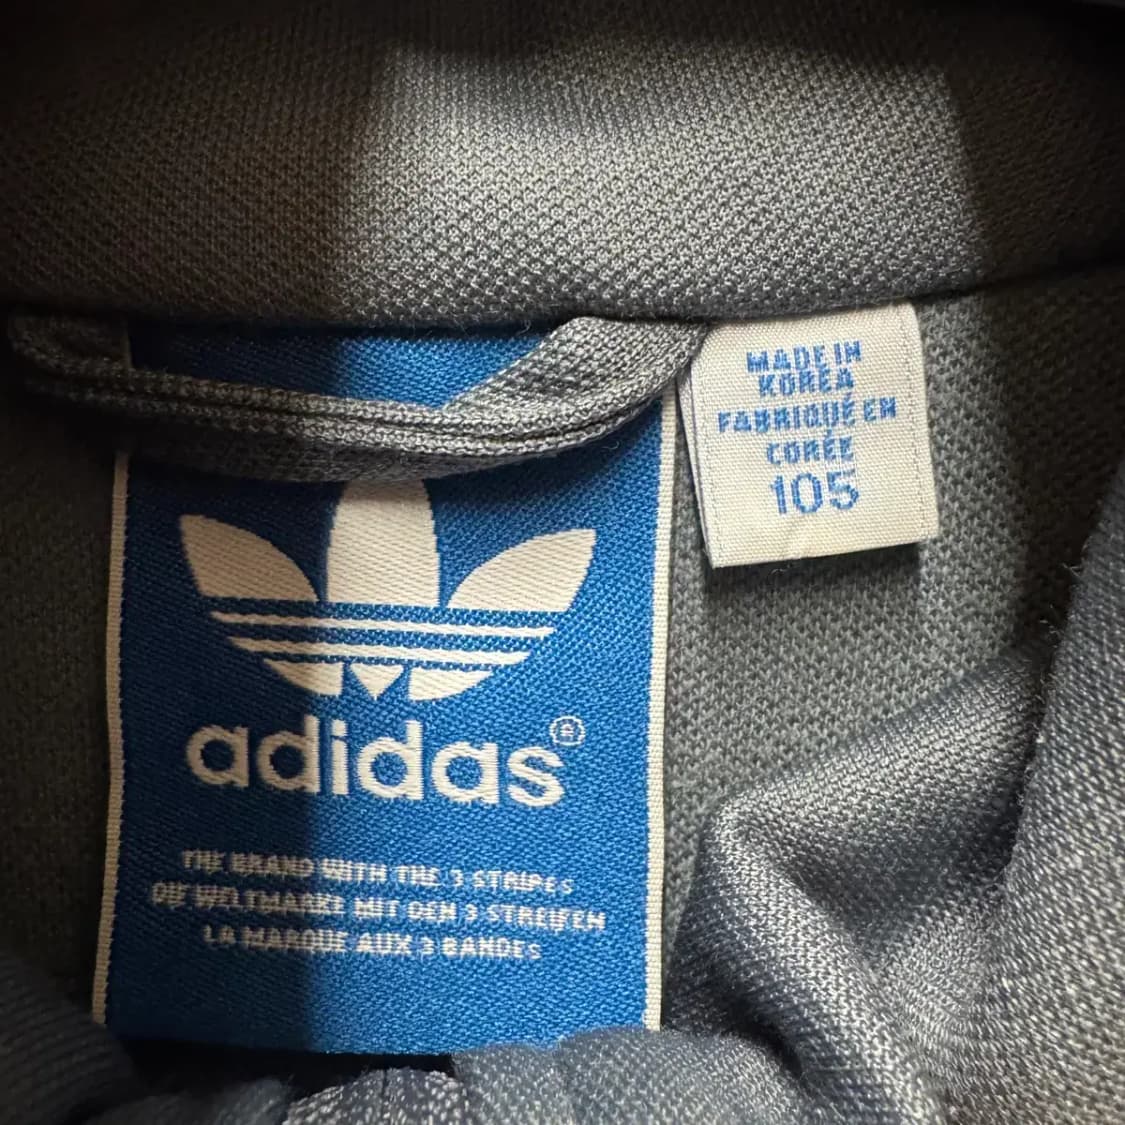 MADE IN
KOREA
FABRIQUÉ EN
CORÉE
105
adidas®
THE BRAND WITH THE 3 STRIPES
DIE WELTMARKE MIT DEN 3 STREIFEN
LA MARQUE AUX 3 BANDES